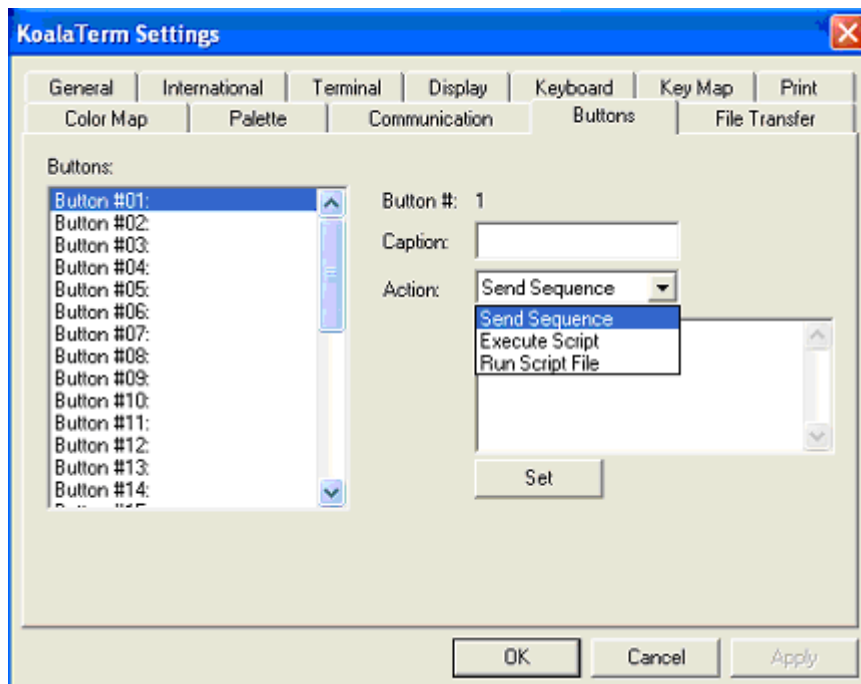 KoalaTerm Settings
General International Terminal Display Keyboard Key Map Print
Color Map Palette Communication Buttons File Transfer
Buttons:
Button #01:
Button #02:
Button #03:
Button #04:
Button #05:
Button #06:
Button #07:
Button #08:
Button #09:
Button #10:
Button #11:
Button #12:
Button #13:
Button #14:
Button #: 1
Caption:
Action: Send Sequence
Send Sequence
Execute Script
Run Script File
Set
OK Cancel Apply